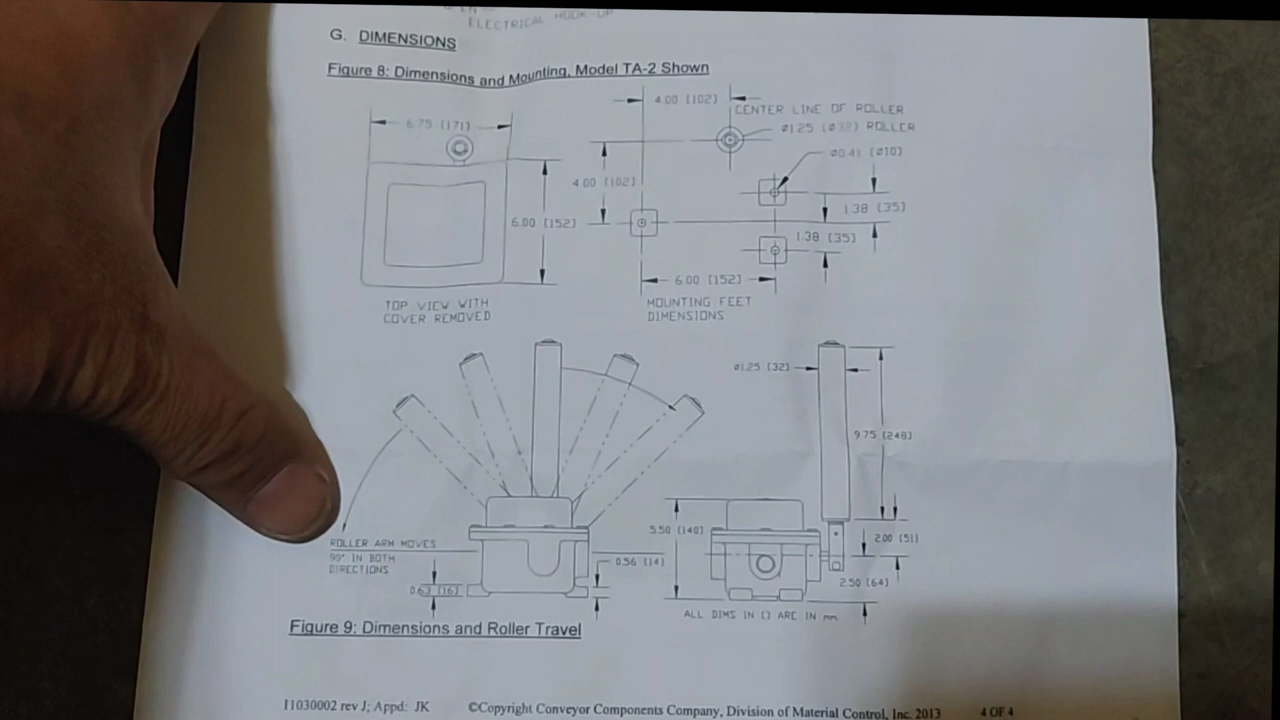 ELECTRICAL HOOK-UP
G. DIMENSIONS
Figure 8: Dimensions and Mounting, Model TA-2 Shown
4.00 [102]
CENTER LINE OF ROLLER
6.75 [171]
ø1.25 [ø32] ROLLER
ø0.41 [ø10]
4.00 [102]
6.00 [152]
1.38 [35]
1.38 [35]
6.00 [152]
TOP VIEW WITH
COVER REMOVED
MOUNTING FEET
DIMENSIONS
ø1.25 [32]
9.75 [248]
5.50 [140]
2.00 [51]
ROLLER ARM MOVES
90° IN BOTH
DIRECTIONS
0.56 [14]
0.63 [16]
2.50 [64]
ALL DIMS IN [] ARE IN mm
Figure 9: Dimensions and Roller Travel
I1030002 rev J; Appd: JK
©Copyright Conveyor Components Company, Division of Material Control, Inc. 2013
4 OF 4